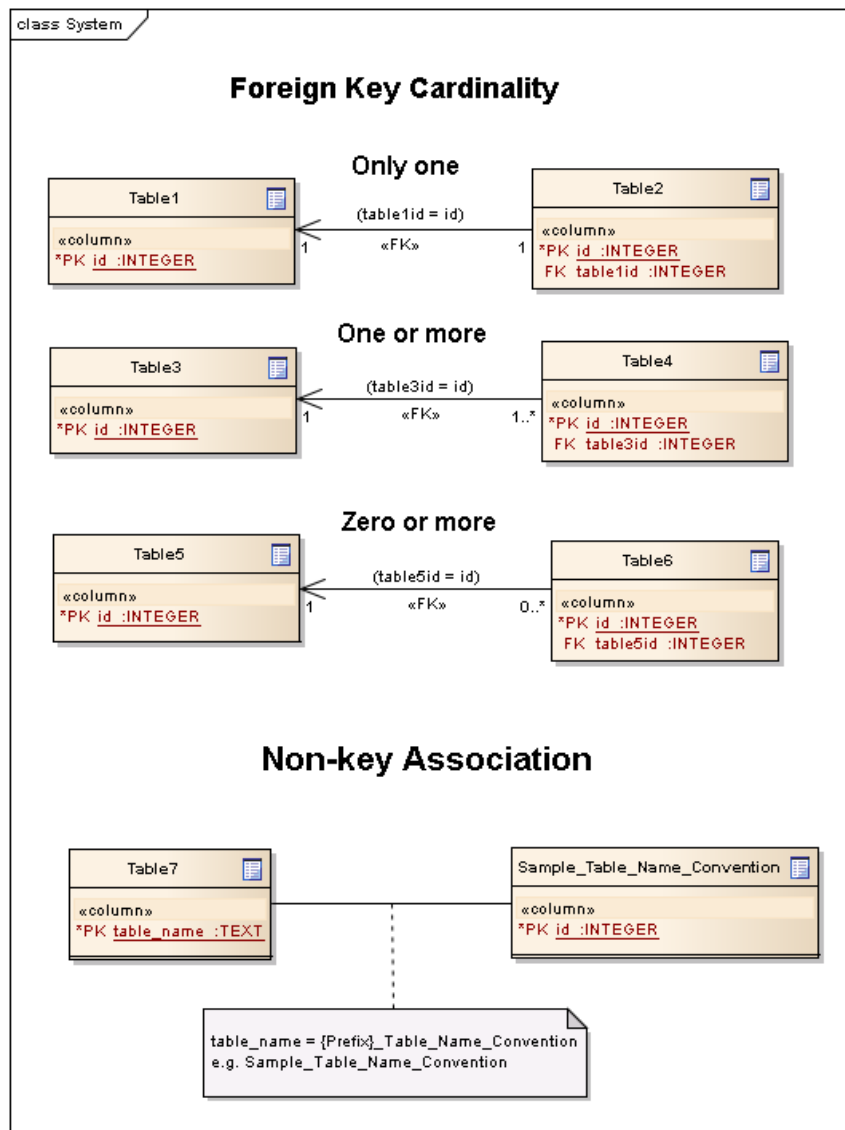 class System
Foreign Key Cardinality
Only one
Table1
«column»
*PK id :INTEGER
(table1id = id)
1
«FK»
1
Table2
«column»
*PK id :INTEGER
FK table1id :INTEGER
One or more
Table3
«column»
*PK id :INTEGER
(table3id = id)
1
«FK»
1..*
Table4
«column»
*PK id :INTEGER
FK table3id :INTEGER
Zero or more
Table5
«column»
*PK id :INTEGER
(table5id = id)
1
«FK»
0..*
Table6
«column»
*PK id :INTEGER
FK table5id :INTEGER
Non-key Association
Table7
«column»
*PK table_name :TEXT
Sample_Table_Name_Convention
«column»
*PK id :INTEGER
table_name = {Prefix}_Table_Name_Convention
e.g. Sample_Table_Name_Convention